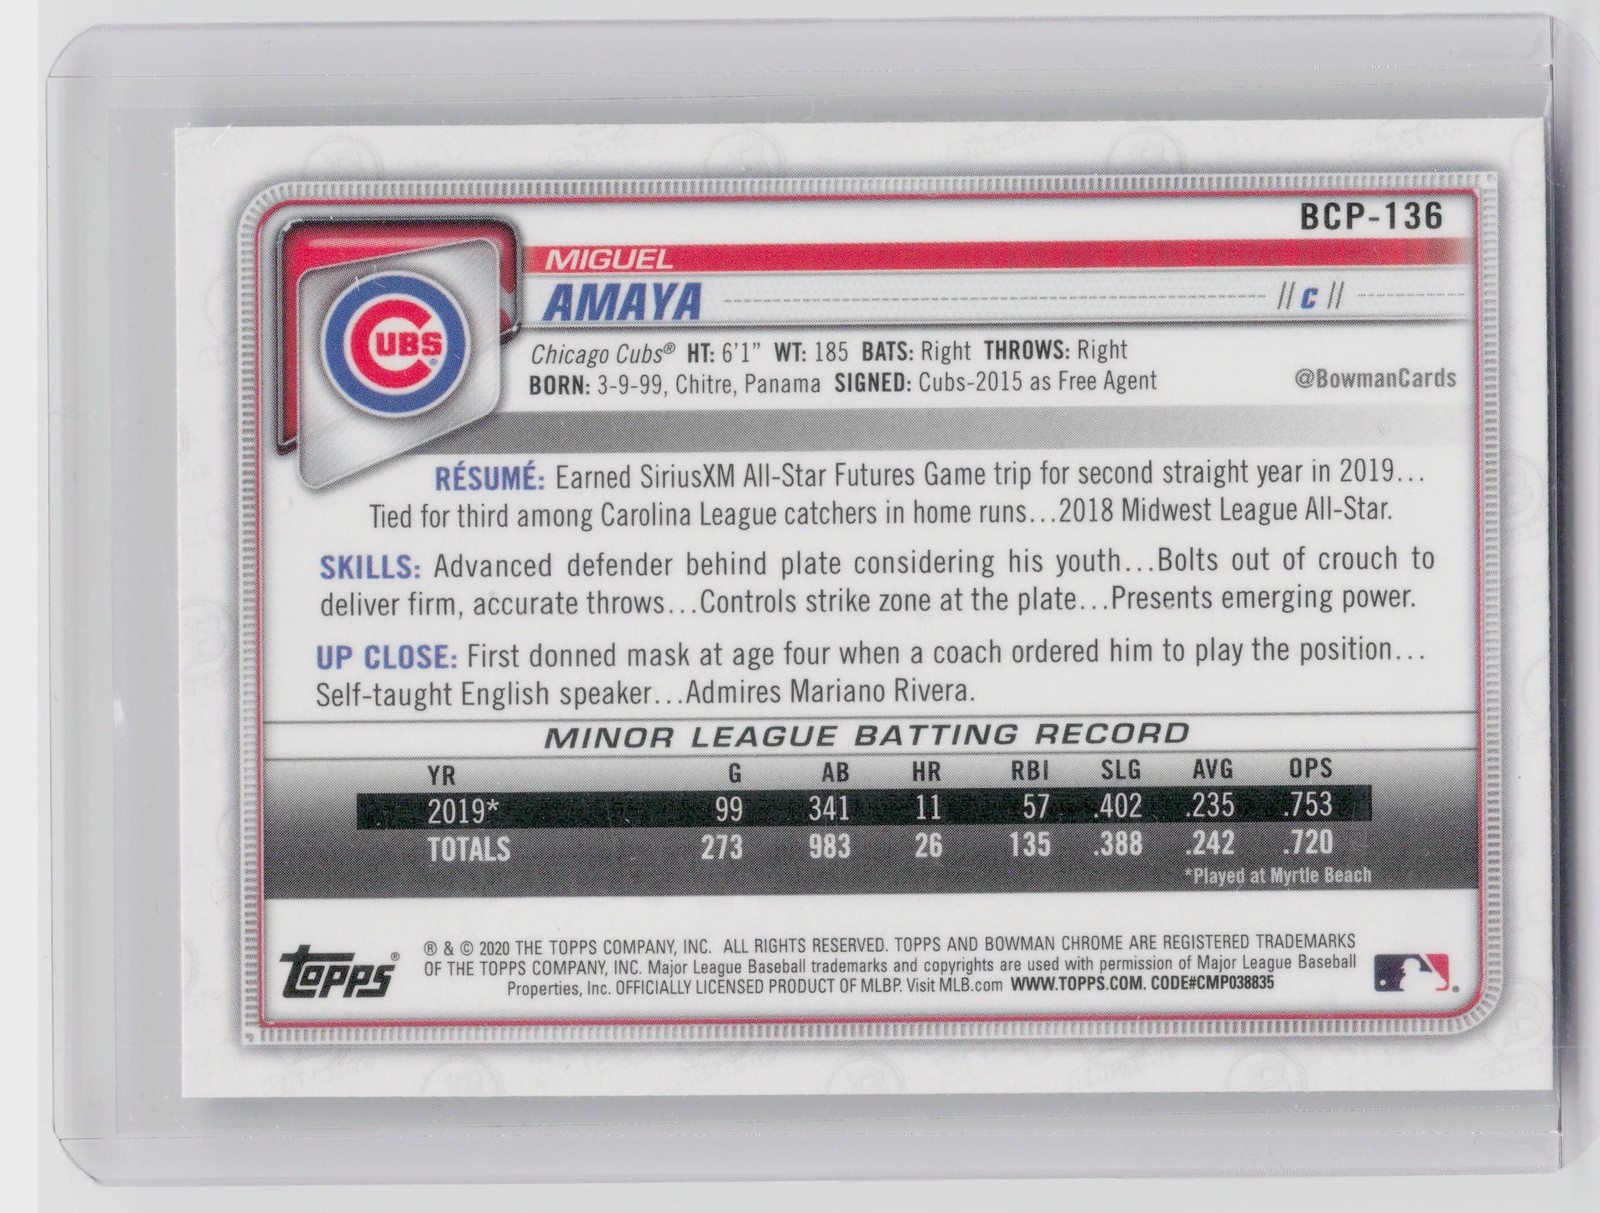 BCP-136
MIGUEL
AMAYA // C //
CUBS®
Chicago Cubs® HT: 6'1" WT: 185 BATS: Right THROWS: Right
BORN: 3-9-99, Chitre, Panama SIGNED: Cubs-2015 as Free Agent
@BowmanCards
RÉSUMÉ: Earned SiriusXM All-Star Futures Game trip for second straight year in 2019...
Tied for third among Carolina League catchers in home runs...2018 Midwest League All-Star.
SKILLS: Advanced defender behind plate considering his youth...Bolts out of crouch to
deliver firm, accurate throws...Controls strike zone at the plate...Presents emerging power.
UP CLOSE: First donned mask at age four when a coach ordered him to play the position...
Self-taught English speaker...Admires Mariano Rivera.
MINOR LEAGUE BATTING RECORD
YR G AB HR RBI SLG AVG OPS
2019* 99 341 11 57 .402 .235 .753
TOTALS 273 983 26 135 .388 .242 .720
*Played at Myrtle Beach
topps®
® & © 2020 THE TOPPS COMPANY, INC. ALL RIGHTS RESERVED. TOPPS AND BOWMAN CHROME ARE REGISTERED TRADEMARKS
OF THE TOPPS COMPANY, INC. Major League Baseball trademarks and copyrights are used with permission of Major League Baseball
Properties, Inc. OFFICIALLY LICENSED PRODUCT OF MLBP. Visit MLB.com WWW.TOPPS.COM. CODE#CMP038835